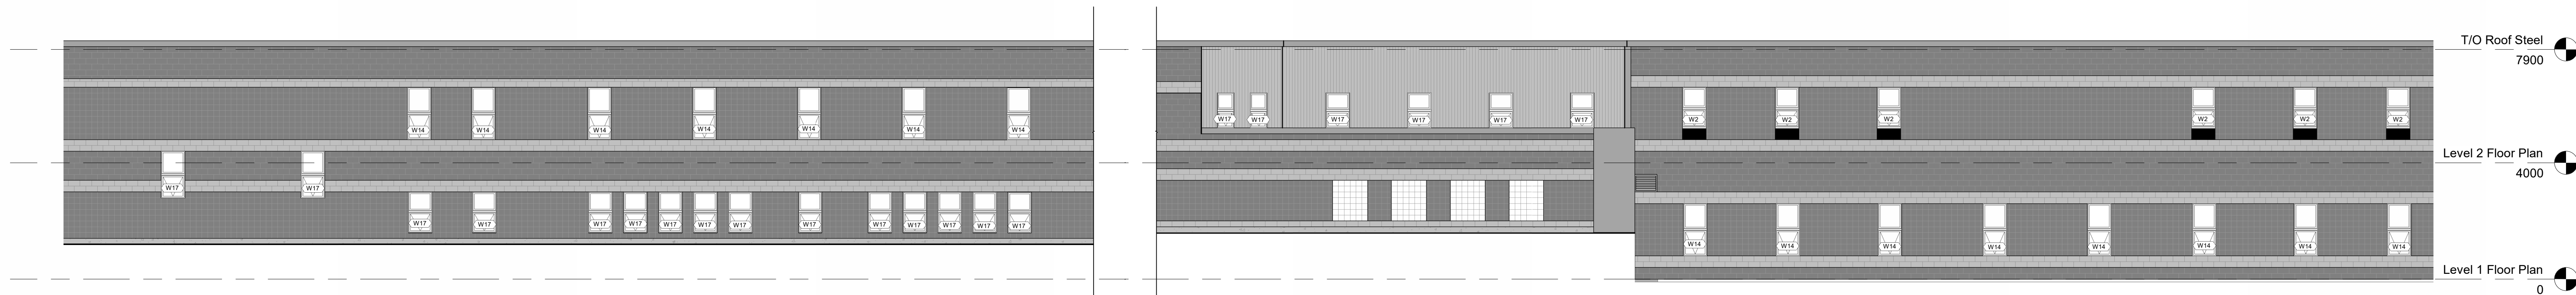 T/O Roof Steel
7900
W14 W14 W14 W14 W14 W14 W14
W17 W17 W17 W17 W17 W17
W2 W2 W2 W2 W2 W2
Level 2 Floor Plan
4000
W17 W17
W17 W17 W17 W17 W17 W17 W17 W17 W17 W17 W17 W17 W17
W14 W14 W14 W14 W14 W14 W14 W14
Level 1 Floor Plan
0